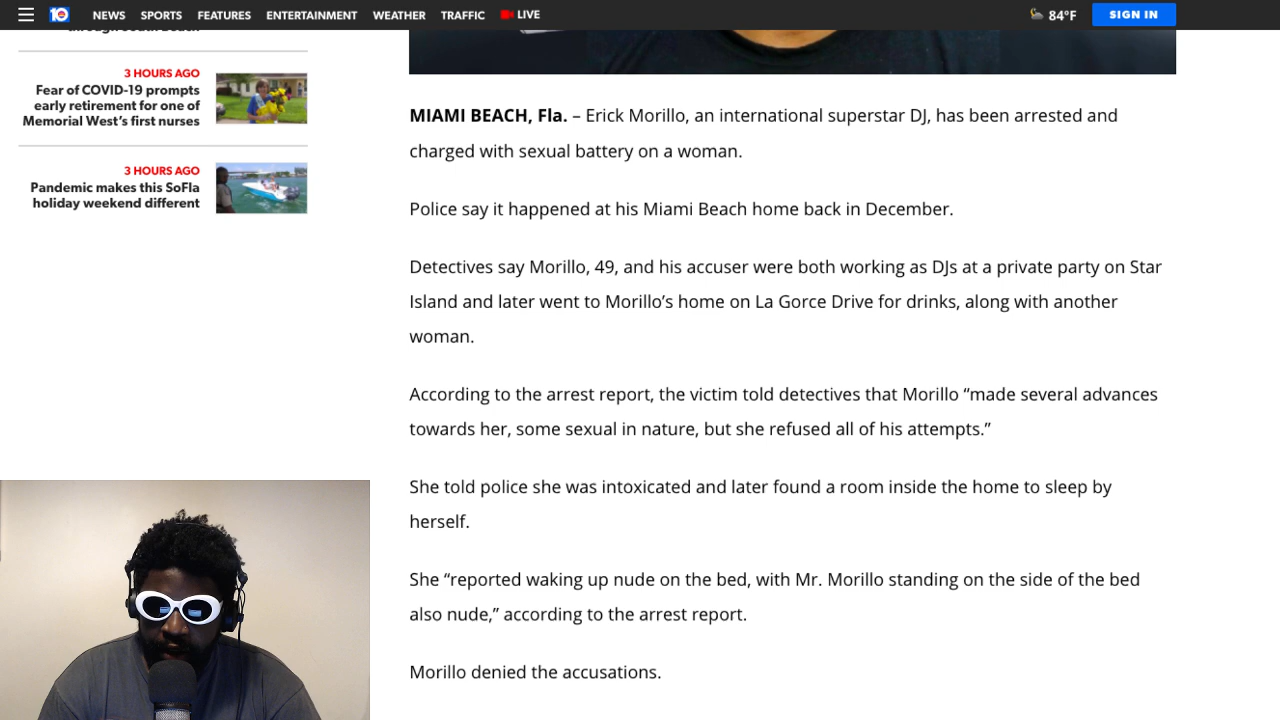 10
NEWS SPORTS FEATURES ENTERTAINMENT WEATHER TRAFFIC LIVE
84°F
SIGN IN
through South Beach
3 HOURS AGO
Fear of COVID-19 prompts
early retirement for one of
Memorial West's first nurses
3 HOURS AGO
Pandemic makes this SoFla
holiday weekend different
MIAMI BEACH, Fla. – Erick Morillo, an international superstar DJ, has been arrested and
charged with sexual battery on a woman.
Police say it happened at his Miami Beach home back in December.
Detectives say Morillo, 49, and his accuser were both working as DJs at a private party on Star
Island and later went to Morillo's home on La Gorce Drive for drinks, along with another
woman.
According to the arrest report, the victim told detectives that Morillo “made several advances
towards her, some sexual in nature, but she refused all of his attempts.”
She told police she was intoxicated and later found a room inside the home to sleep by
herself.
She “reported waking up nude on the bed, with Mr. Morillo standing on the side of the bed
also nude,” according to the arrest report.
Morillo denied the accusations.